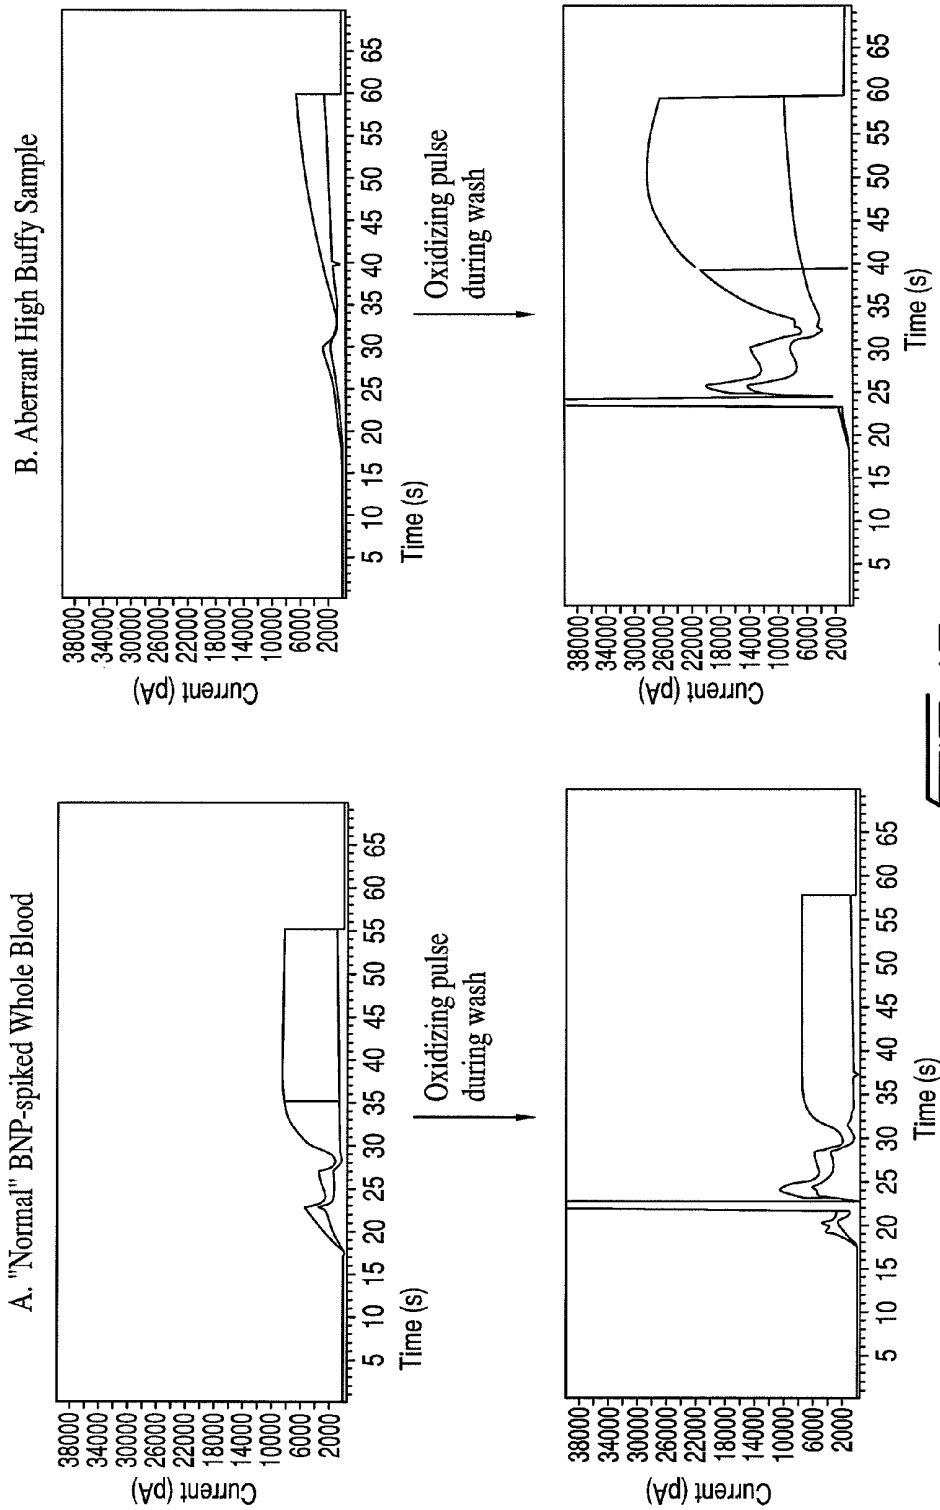 A. "Normal" BNP-spiked Whole Blood
Current (pA)
38000
34000
30000
26000
22000
18000
14000
10000
6000
2000
5 10 15 20 25 30 35 40 45 50 55 60 65
Time (s)
Oxidizing pulse
during wash
Current (pA)
38000
34000
30000
26000
22000
18000
14000
10000
6000
2000
5 10 15 20 25 30 35 40 45 50 55 60 65
Time (s)
B. Aberrant High Buffy Sample
Current (pA)
38000
34000
30000
26000
22000
18000
14000
10000
6000
2000
5 10 15 20 25 30 35 40 45 50 55 60 65
Time (s)
Oxidizing pulse
during wash
Current (pA)
38000
34000
30000
26000
22000
18000
14000
10000
6000
2000
5 10 15 20 25 30 35 40 45 50 55 60 65
Time (s)